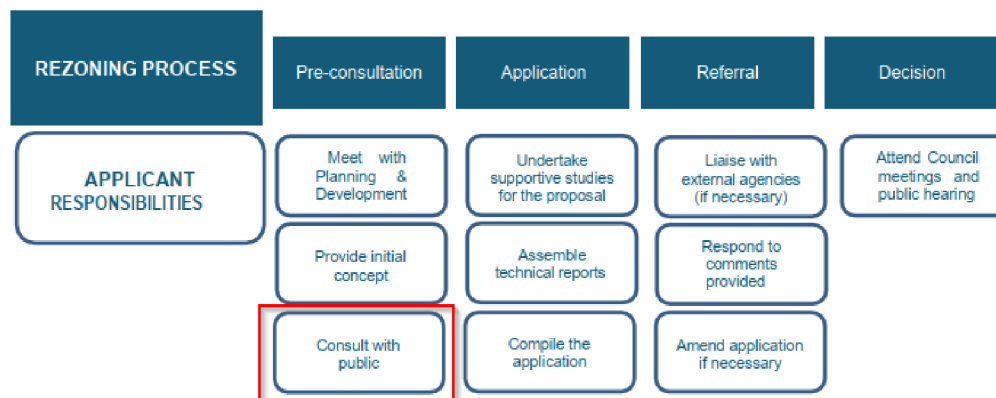 REZONING PROCESS
Pre-consultation
Application
Referral
Decision
APPLICANT
RESPONSIBILITIES
Meet with
Planning &
Development
Undertake
supportive studies
for the proposal
Liaise with
external agencies
(if necessary)
Attend Council
meetings and
public hearing
Provide initial
concept
Assemble
technical reports
Respond to
comments
provided
Consult with
public
Compile the
application
Amend application
if necessary